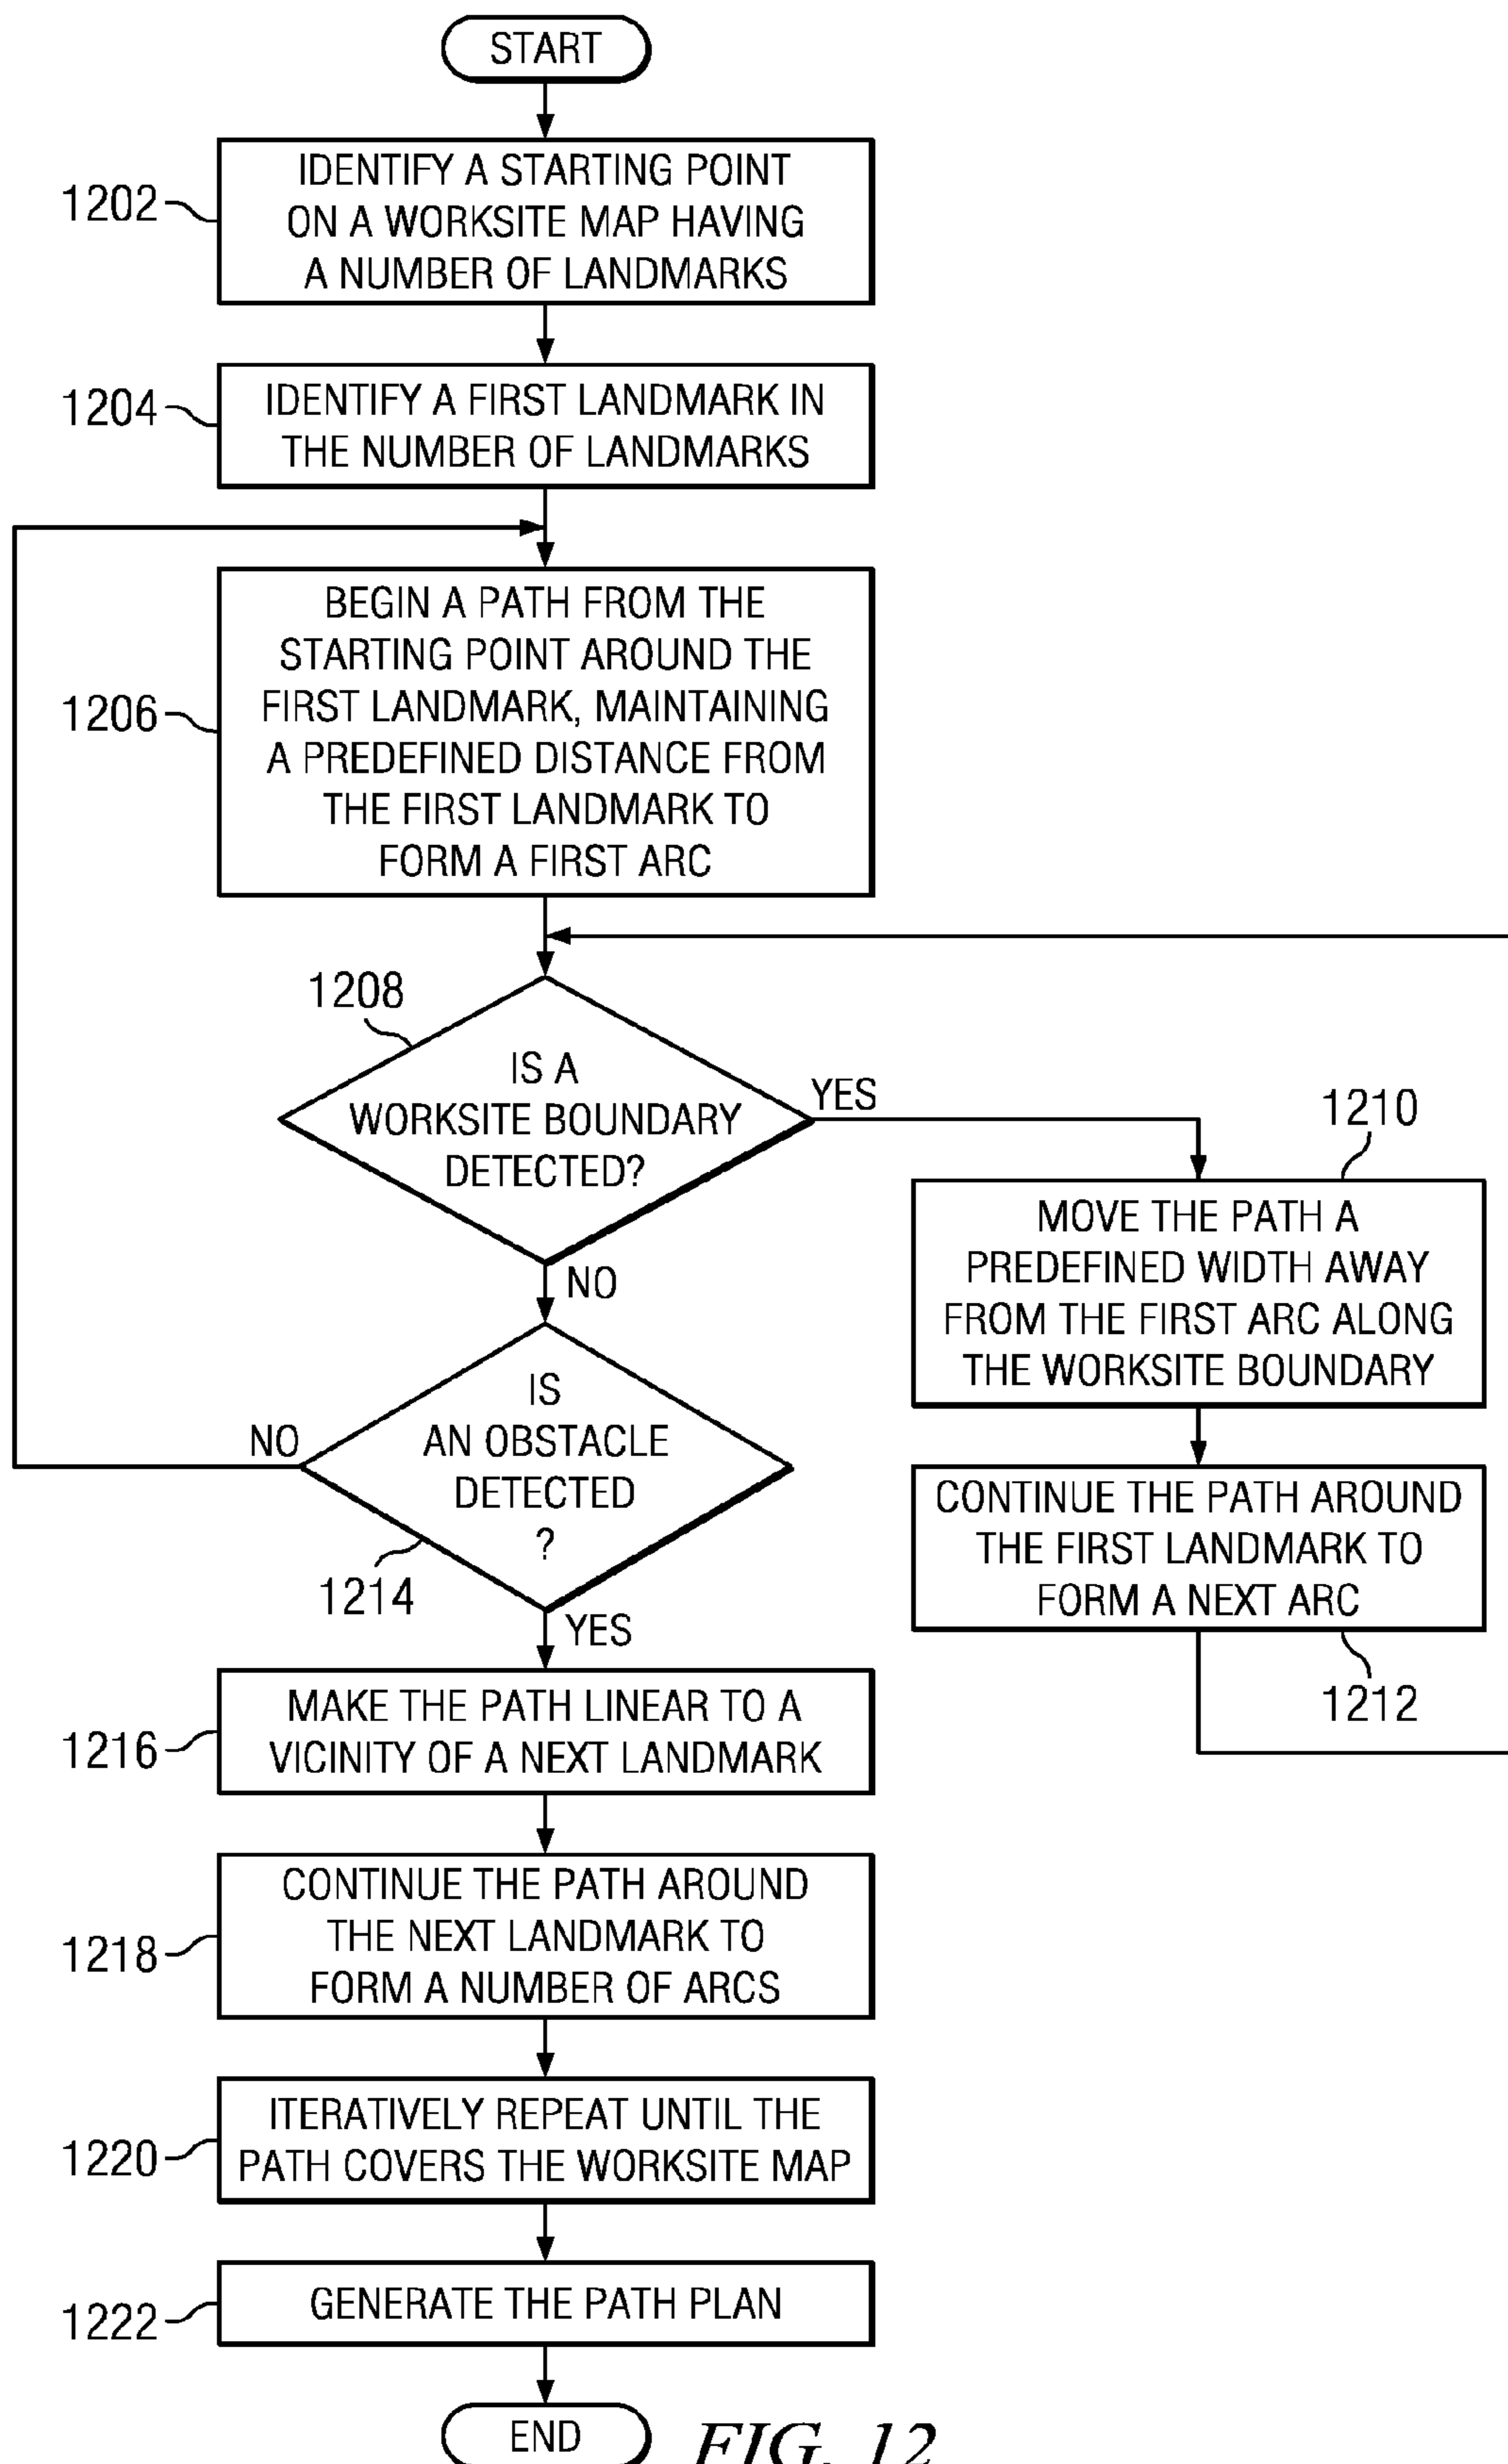 START
1202
IDENTIFY A STARTING POINT
ON A WORKSITE MAP HAVING
A NUMBER OF LANDMARKS
1204
IDENTIFY A FIRST LANDMARK IN
THE NUMBER OF LANDMARKS
1206
BEGIN A PATH FROM THE
STARTING POINT AROUND THE
FIRST LANDMARK, MAINTAINING
A PREDEFINED DISTANCE FROM
THE FIRST LANDMARK TO
FORM A FIRST ARC
1208
IS A
WORKSITE BOUNDARY
DETECTED?
YES
NO
1210
MOVE THE PATH A
PREDEFINED WIDTH AWAY
FROM THE FIRST ARC ALONG
THE WORKSITE BOUNDARY
CONTINUE THE PATH AROUND
THE FIRST LANDMARK TO
FORM A NEXT ARC
1212
IS
AN OBSTACLE
DETECTED
?
NO
1214
YES
1216
MAKE THE PATH LINEAR TO A
VICINITY OF A NEXT LANDMARK
1218
CONTINUE THE PATH AROUND
THE NEXT LANDMARK TO
FORM A NUMBER OF ARCS
1220
ITERATIVELY REPEAT UNTIL THE
PATH COVERS THE WORKSITE MAP
1222
GENERATE THE PATH PLAN
END
FIG. 12